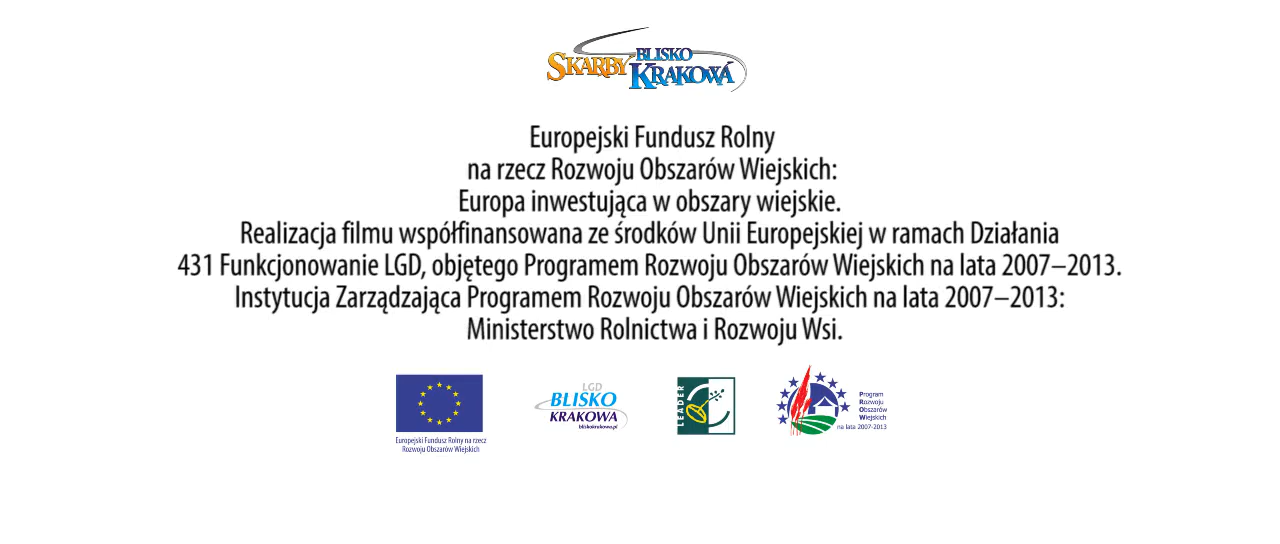 SKARBY BLISKO KRAKOWA
Europejski Fundusz Rolny
na rzecz Rozwoju Obszarów Wiejskich:
Europa inwestująca w obszary wiejskie.
Realizacja filmu współfinansowana ze środków Unii Europejskiej w ramach Działania
431 Funkcjonowanie LGD, objętego Programem Rozwoju Obszarów Wiejskich na lata 2007–2013.
Instytucja Zarządzająca Programem Rozwoju Obszarów Wiejskich na lata 2007–2013:
Ministerstwo Rolnictwa i Rozwoju Wsi.
Europejski Fundusz Rolny na rzecz
Rozwoju Obszarów Wiejskich
LGD
BLISKO
KRAKOWA
bliskokrakowa.pl
LEADER
Program
Rozwoju
Obszarów
Wiejskich
na lata 2007-2013